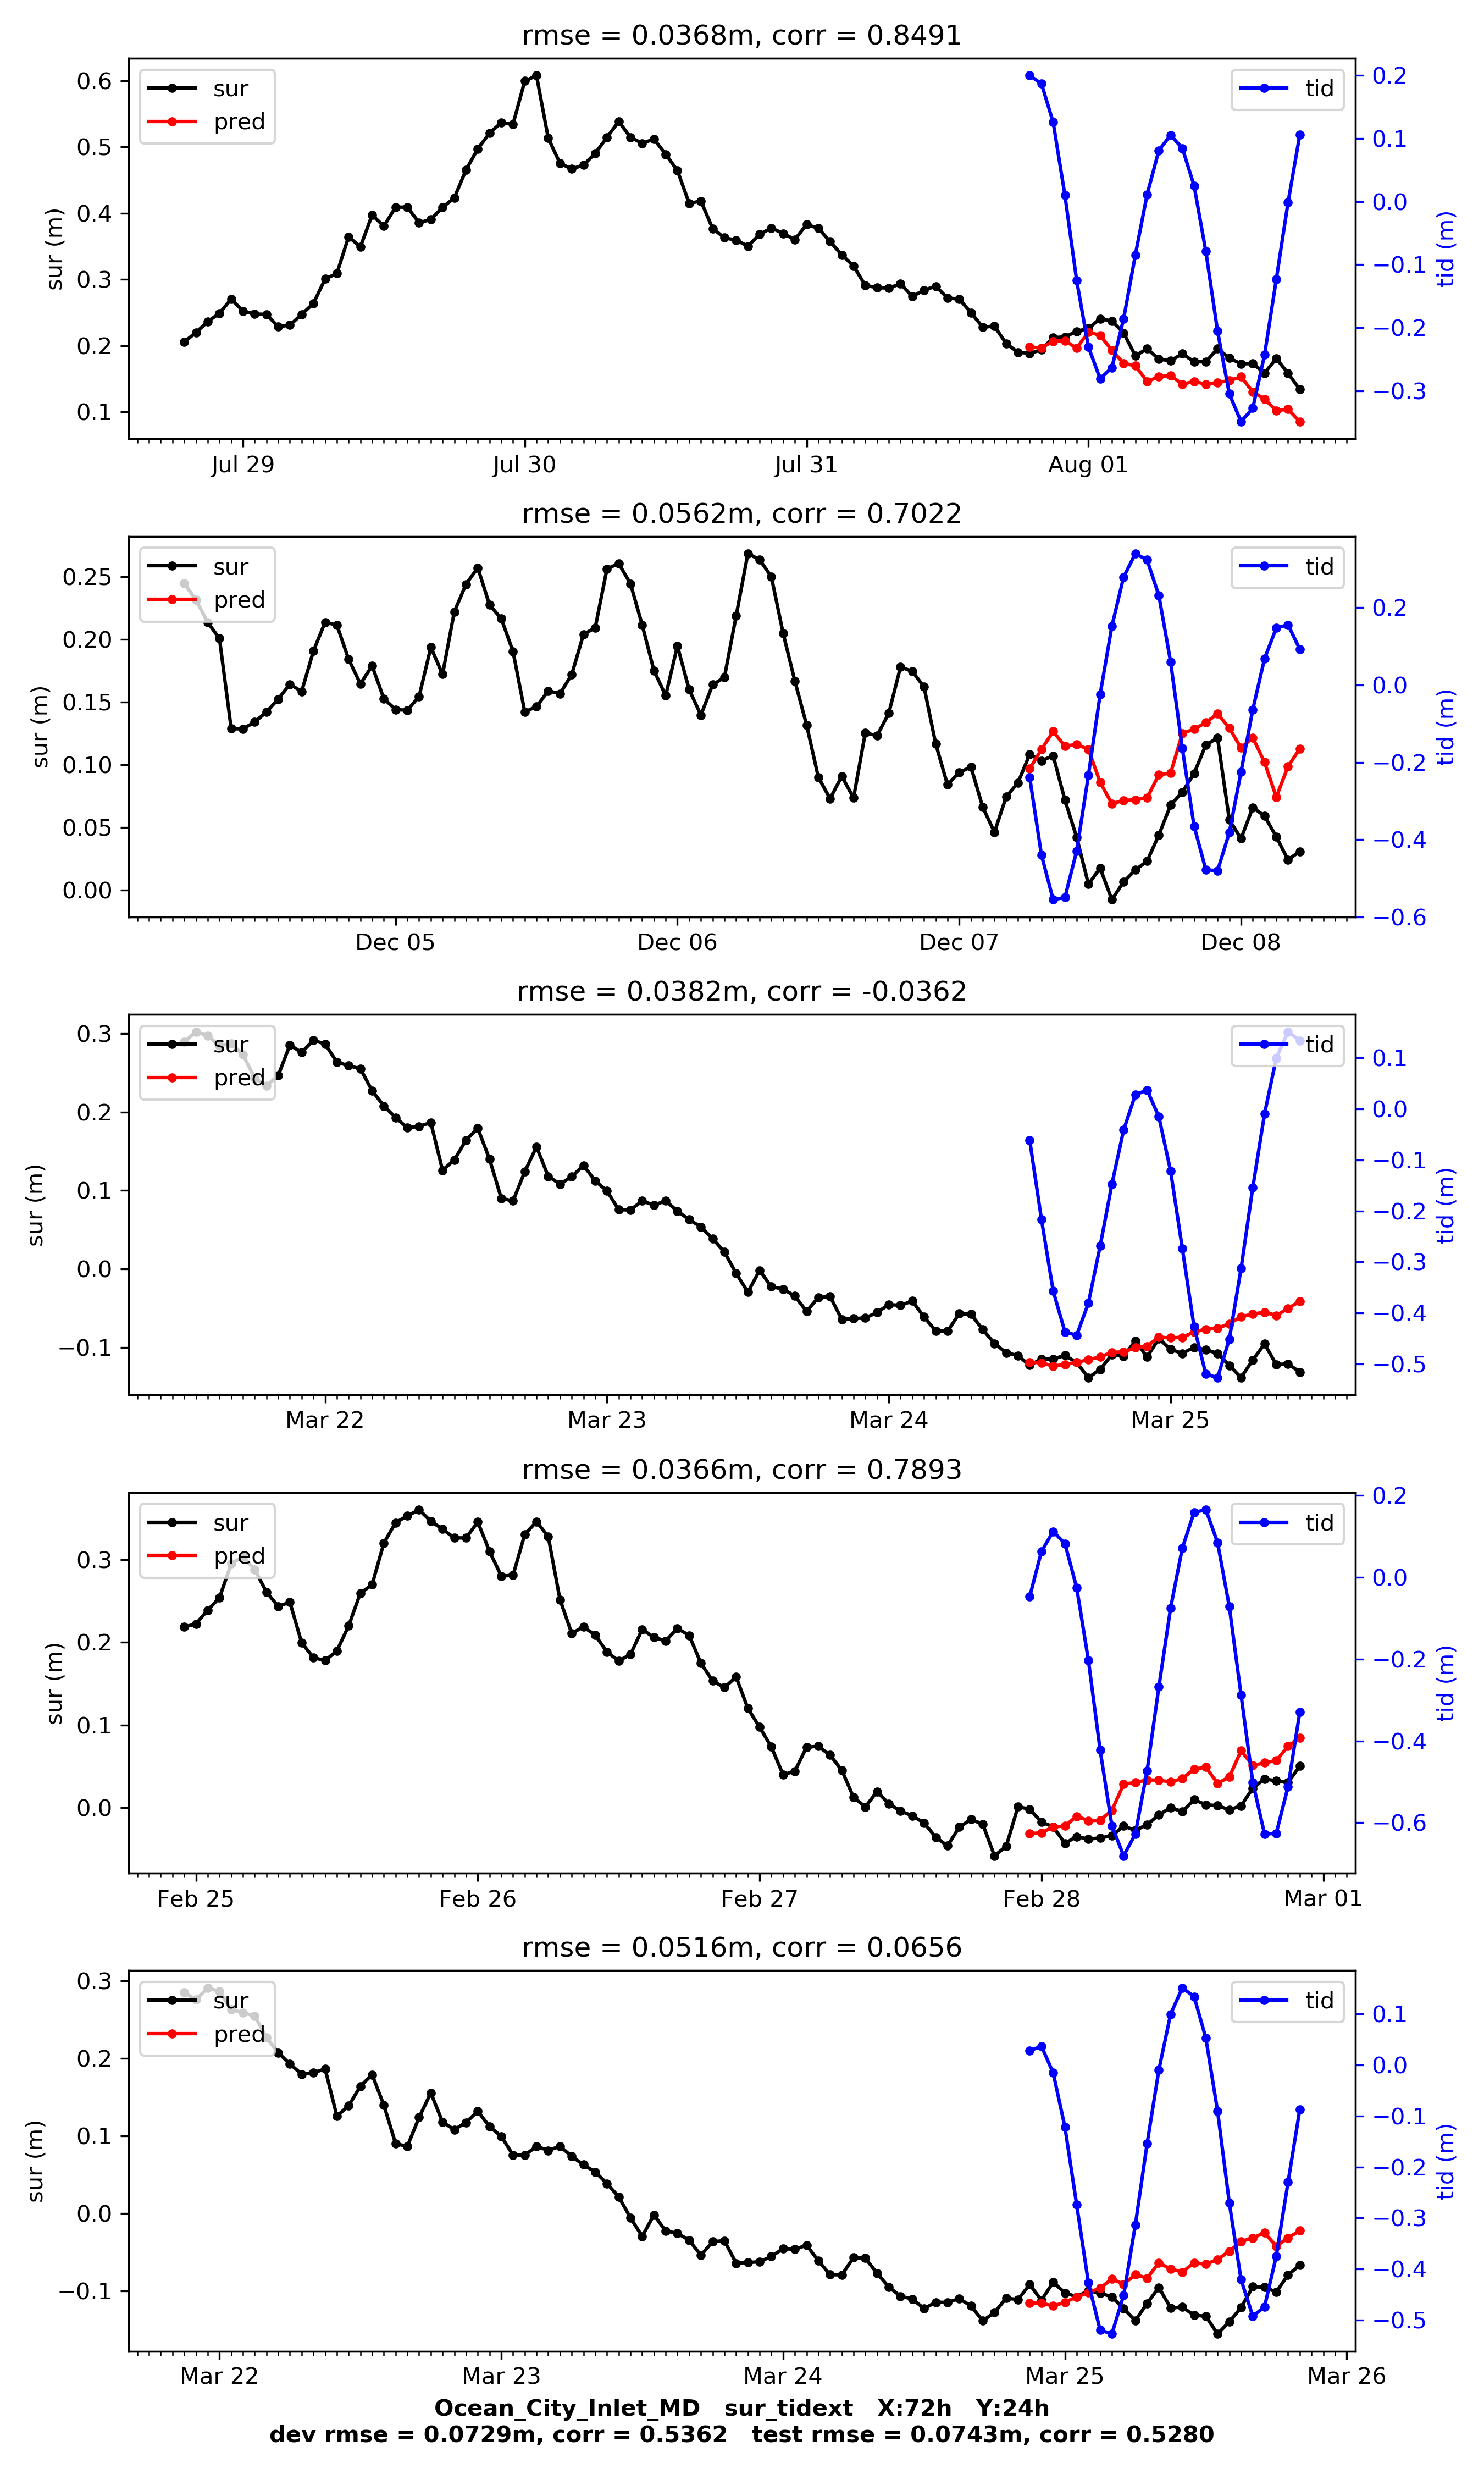 rmse = 0.0368m, corr = 0.8491
sur
pred
tid
0.6
0.5
0.4
0.3
0.2
0.1
sur (m)
0.2
0.1
0.0
−0.1
−0.2
−0.3
tid (m)
Jul 29 Jul 30 Jul 31 Aug 01
rmse = 0.0562m, corr = 0.7022
sur
pred
tid
0.25
0.20
0.15
0.10
0.05
0.00
sur (m)
0.2
0.0
−0.2
−0.4
−0.6
tid (m)
Dec 05 Dec 06 Dec 07 Dec 08
rmse = 0.0382m, corr = -0.0362
sur
pred
tid
0.3
0.2
0.1
0.0
−0.1
sur (m)
0.1
0.0
−0.1
−0.2
−0.3
−0.4
−0.5
tid (m)
Mar 22 Mar 23 Mar 24 Mar 25
rmse = 0.0366m, corr = 0.7893
sur
pred
tid
0.3
0.2
0.1
0.0
sur (m)
0.2
0.0
−0.2
−0.4
−0.6
tid (m)
Feb 25 Feb 26 Feb 27 Feb 28 Mar 01
rmse = 0.0516m, corr = 0.0656
sur
pred
tid
0.3
0.2
0.1
0.0
−0.1
sur (m)
0.1
0.0
−0.1
−0.2
−0.3
−0.4
−0.5
tid (m)
Mar 22 Mar 23 Mar 24 Mar 25 Mar 26
Ocean_City_Inlet_MD sur_tidext X:72h Y:24h
dev rmse = 0.0729m, corr = 0.5362 test rmse = 0.0743m, corr = 0.5280